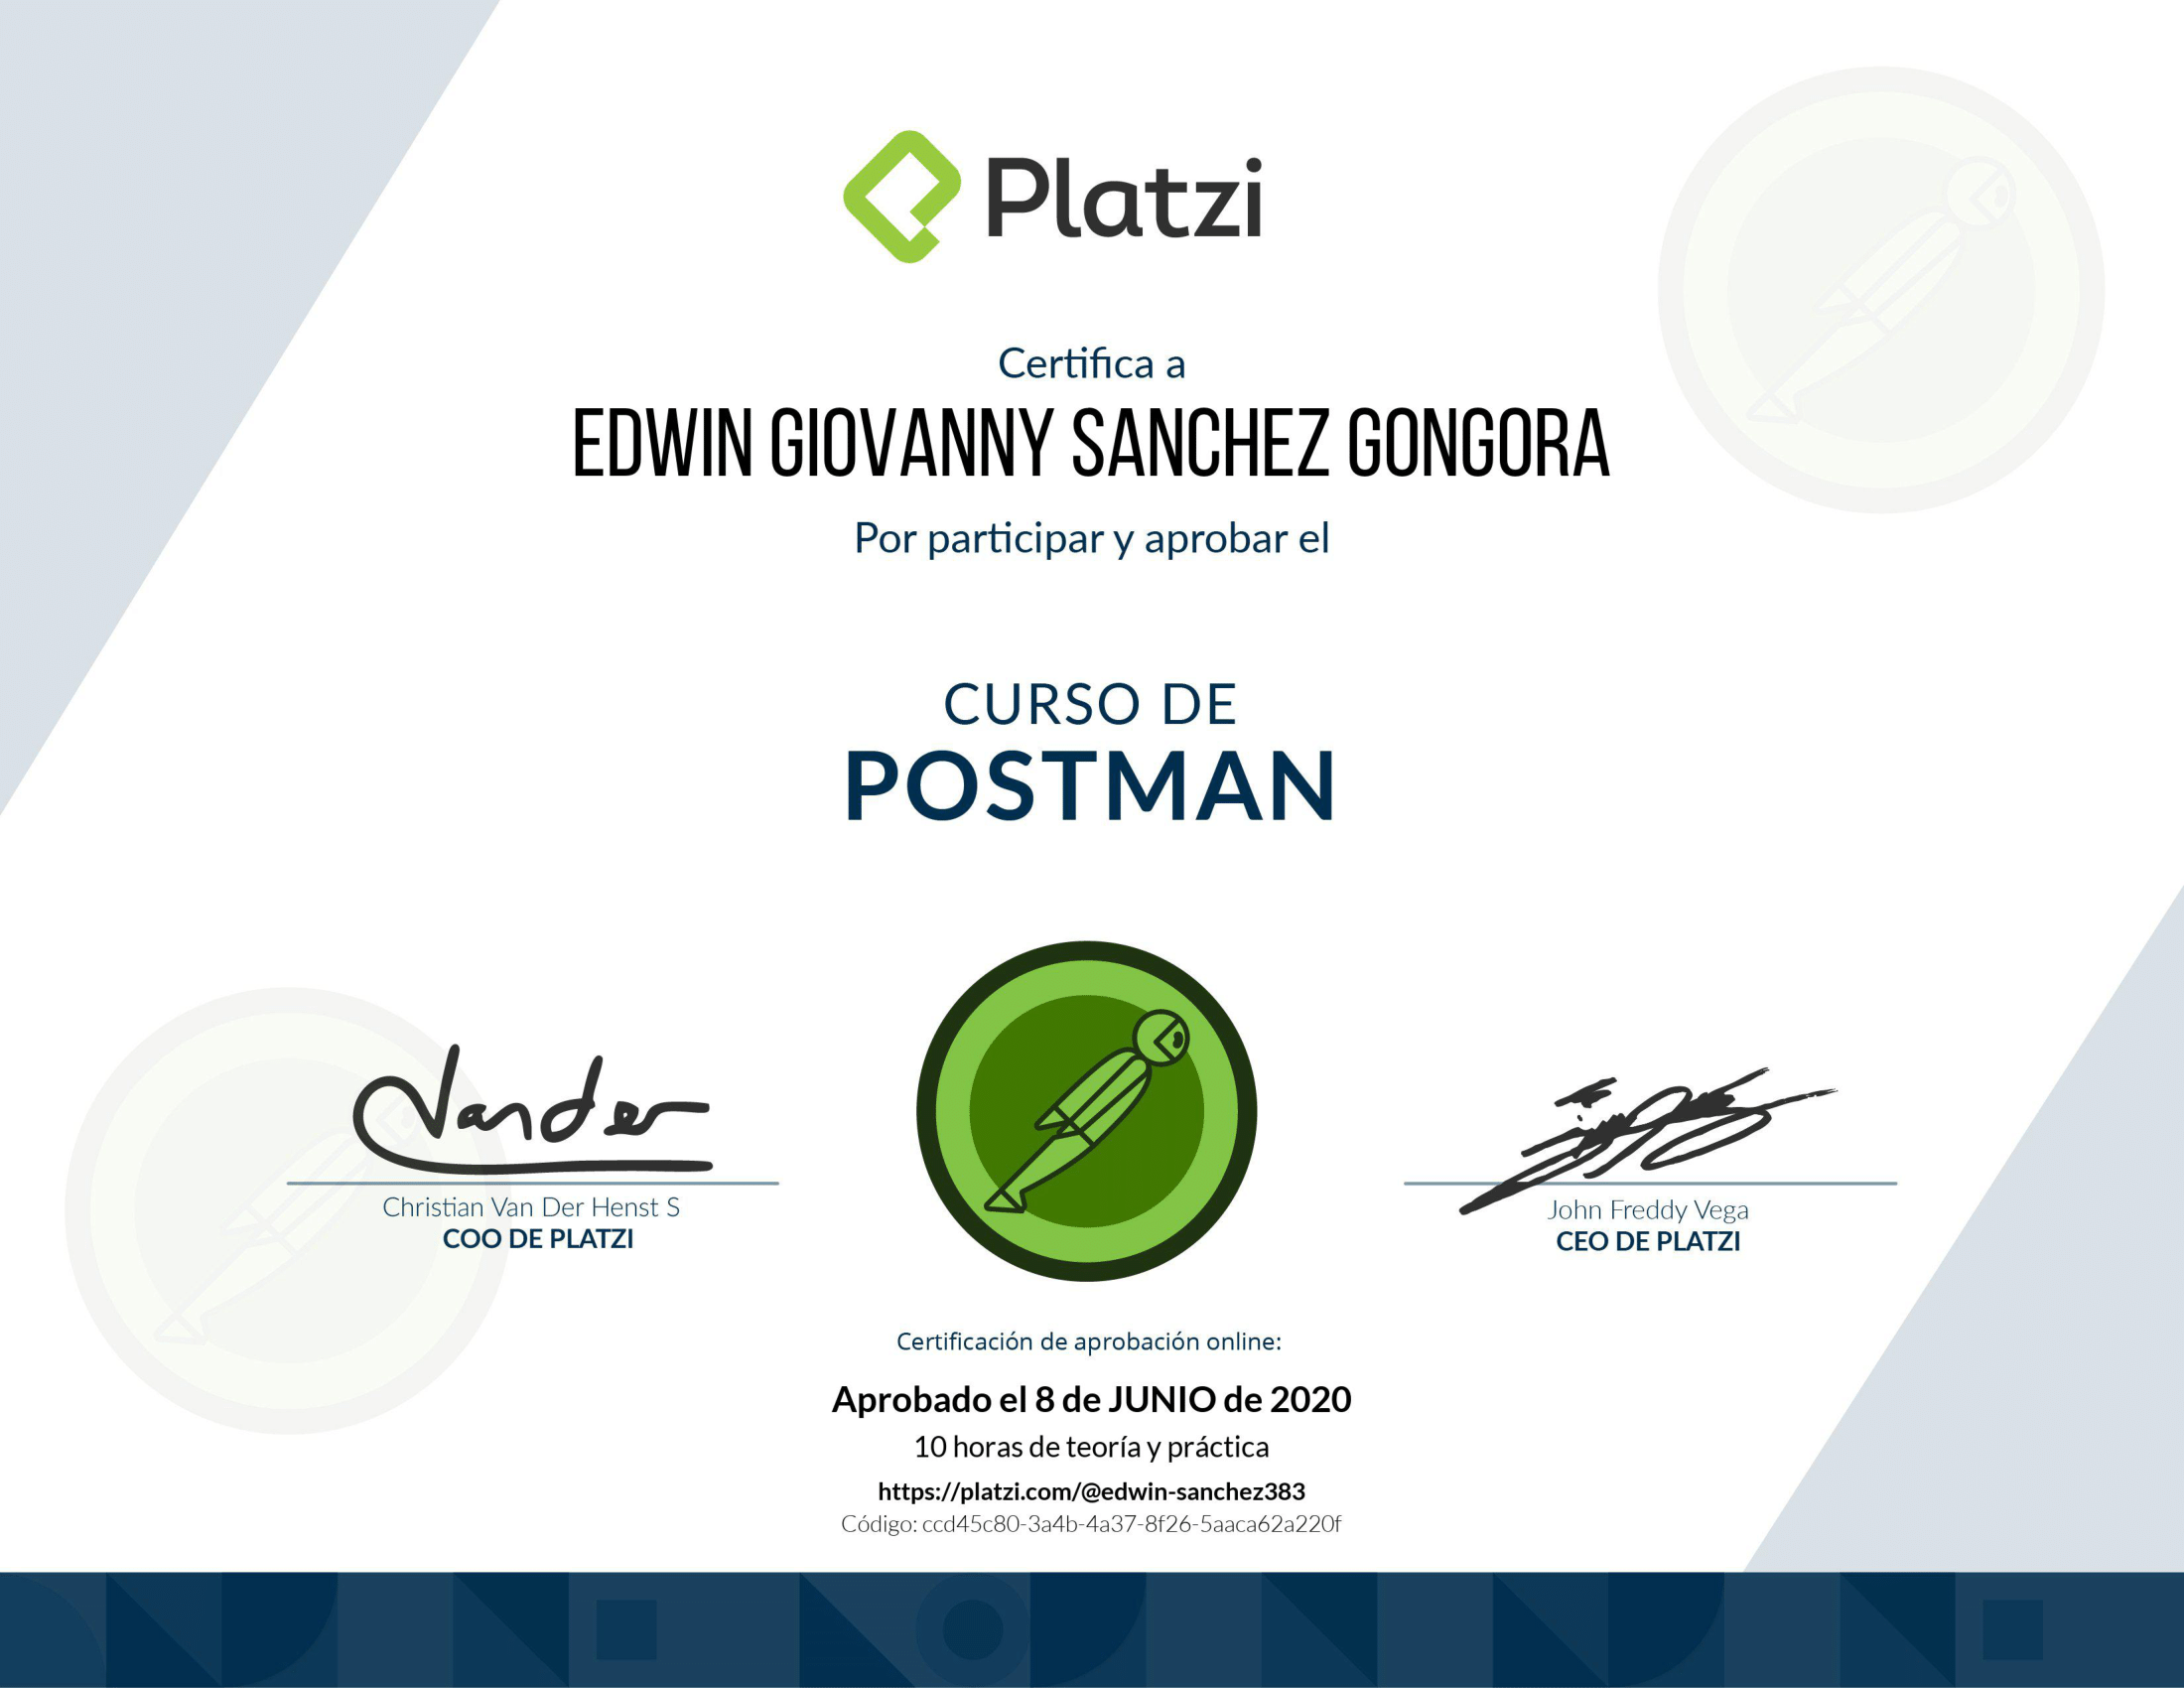 Platzi
Certifica a
EDWIN GIOVANNY SANCHEZ GONGORA
Por participar y aprobar el
CURSO DE
POSTMAN
Vander
Christian Van Der Henst S
COO DE PLATZI
John Freddy Vega
CEO DE PLATZI
Certificación de aprobación online:
Aprobado el 8 de JUNIO de 2020
10 horas de teoría y práctica
https://platzi.com/@edwin-sanchez383
Código: ccd45c80-3a4b-4a37-8f26-5aaca62a220f